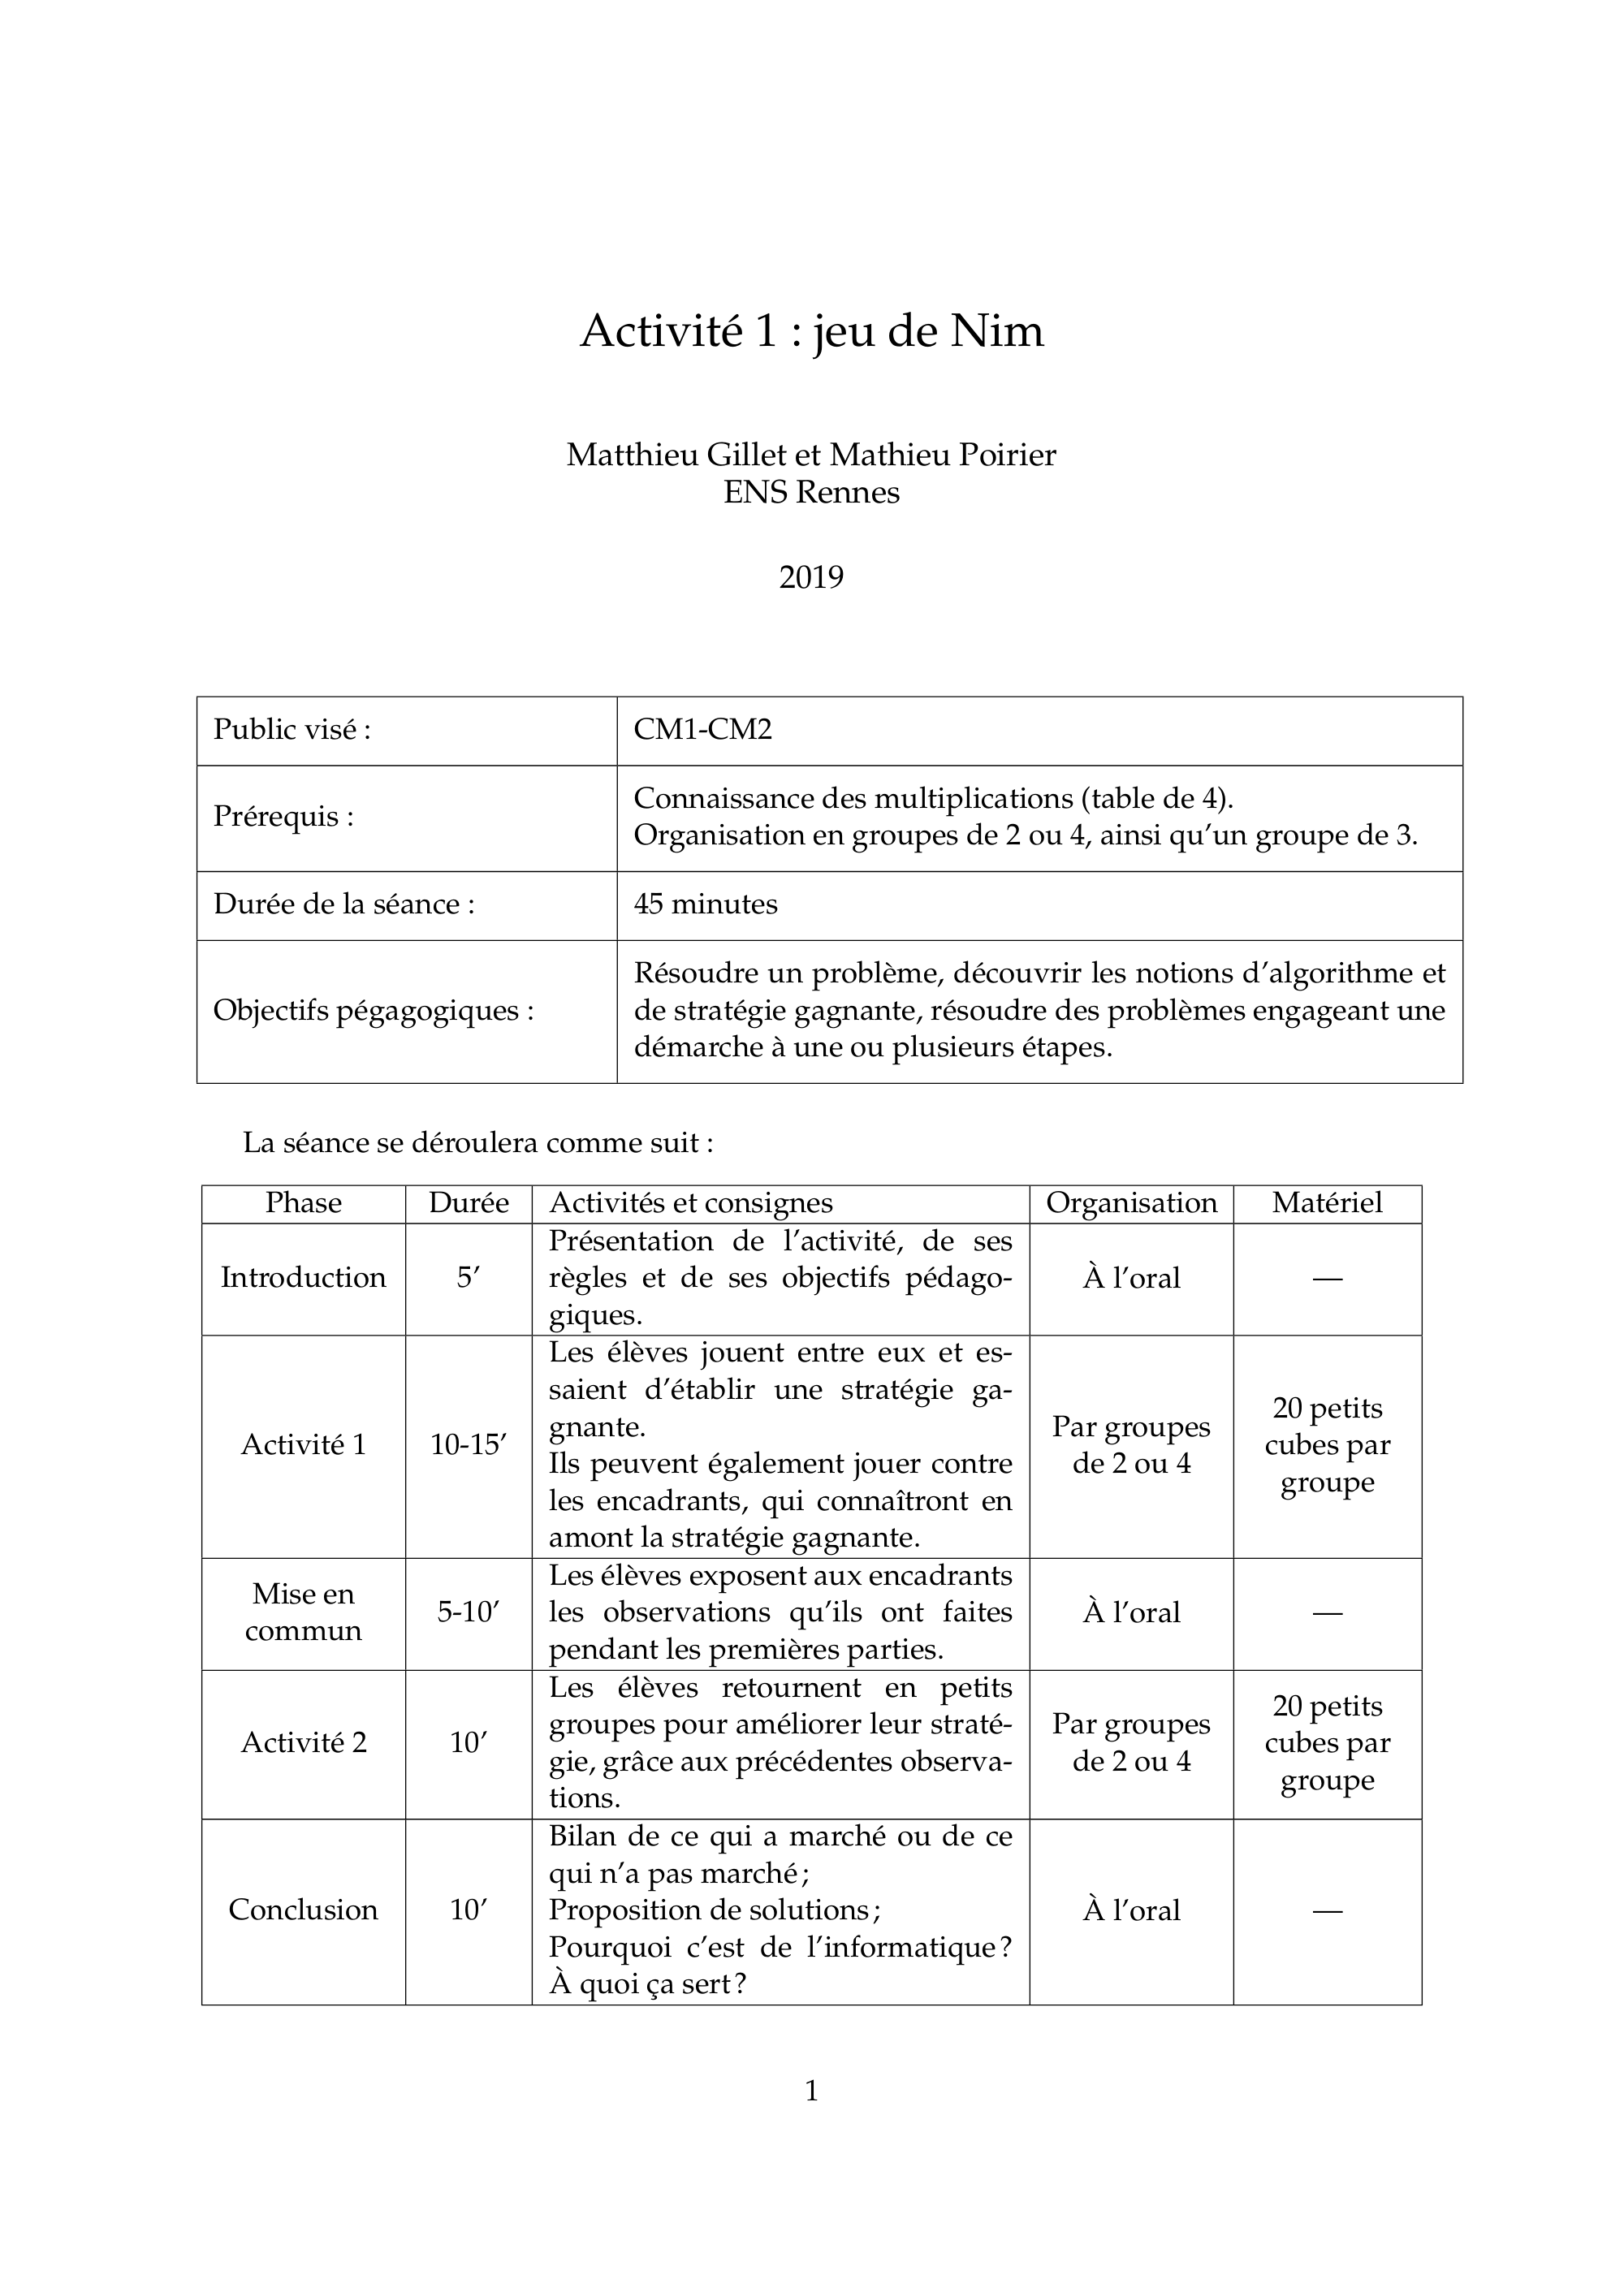 Activité 1 : jeu de Nim
Matthieu Gillet et Mathieu Poirier
ENS Rennes
2019
Public visé :
CM1-CM2
Prérequis :
Connaissance des multiplications (table de 4).
Organisation en groupes de 2 ou 4, ainsi qu’un groupe de 3.
Durée de la séance :
45 minutes
Objectifs pégagogiques :
Résoudre un problème, découvrir les notions d’algorithme et
de stratégie gagnante, résoudre des problèmes engageant une
démarche à une ou plusieurs étapes.
La séance se déroulera comme suit :
Phase Durée Activités et consignes Organisation Matériel
Introduction
5’
Présentation de l’activité, de ses
règles et de ses objectifs pédago-
giques.
À l’oral
—
Activité 1
10-15’
Les élèves jouent entre eux et es-
saient d’établir une stratégie ga-
gnante.
Ils peuvent également jouer contre
les encadrants, qui connaîtront en
amont la stratégie gagnante.
Par groupes
de 2 ou 4
20 petits
cubes par
groupe
Mise en
commun
5-10’
Les élèves exposent aux encadrants
les observations qu’ils ont faites
pendant les premières parties.
À l’oral
—
Activité 2
10’
Les élèves retournent en petits
groupes pour améliorer leur straté-
gie, grâce aux précédentes observa-
tions.
Par groupes
de 2 ou 4
20 petits
cubes par
groupe
Conclusion
10’
Bilan de ce qui a marché ou de ce
qui n’a pas marché ;
Proposition de solutions ;
Pourquoi c’est de l’informatique ?
À quoi ça sert ?
À l’oral
—
1